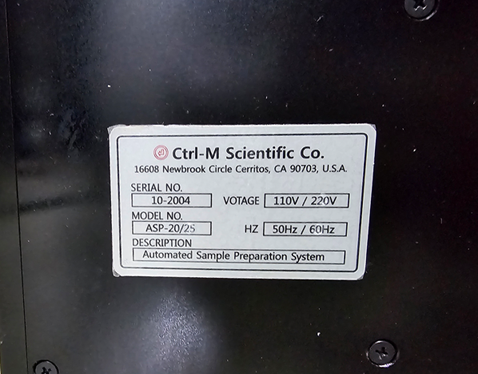 Ctrl-M Scientific Co.
16608 Newbrook Circle Cerritos, CA 90703, U.S.A.
SERIAL NO.
10-2004 VOTAGE 110V / 220V
MODEL NO.
ASP-20/25 HZ 50Hz / 60Hz
DESCRIPTION
Automated Sample Preparation System